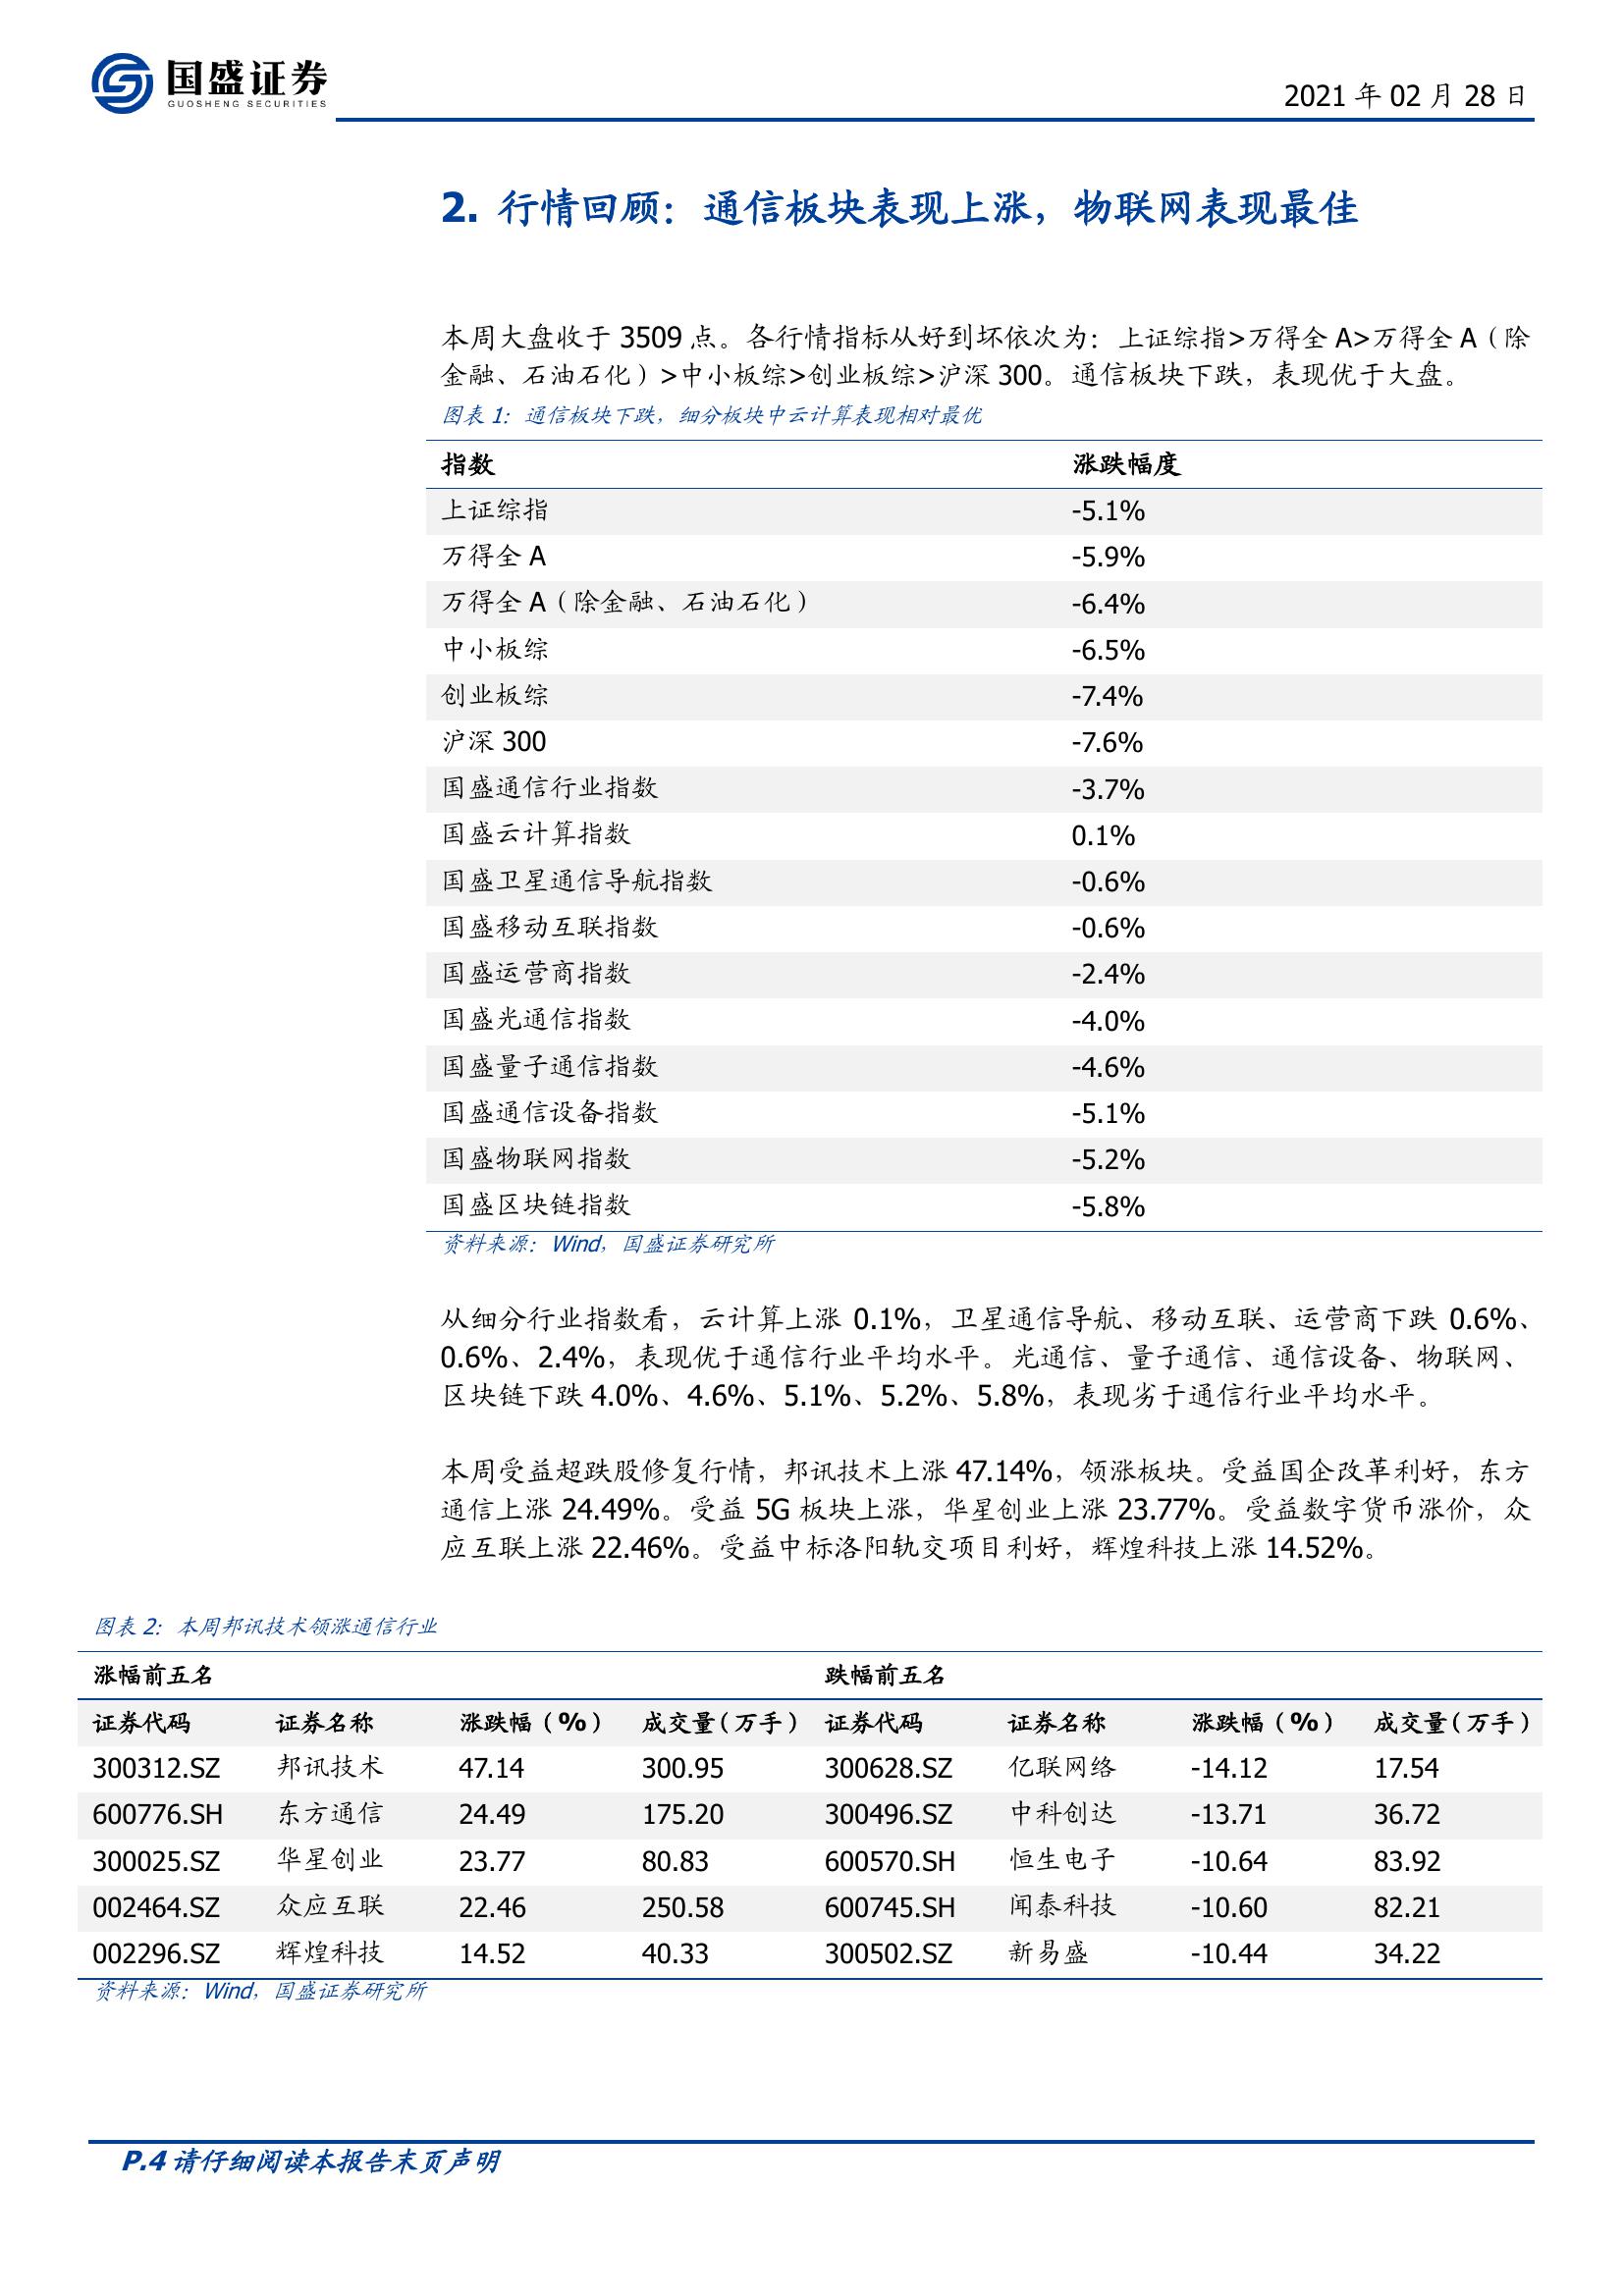 国盛证券
GUOSHENG SECURITIES
2021 年 02 月 28 日
2. 行情回顾：通信板块表现上涨，物联网表现最佳
本周大盘收于 3509 点。各行情指标从好到坏依次为：上证综指>万得全 A>万得全 A（除
金融、石油石化）>中小板综>创业板综>沪深 300。通信板块下跌，表现优于大盘。
图表 1：通信板块下跌，细分板块中云计算表现相对最优
指数 涨跌幅度
上证综指 -5.1%
万得全 A -5.9%
万得全 A（除金融、石油石化） -6.4%
中小板综 -6.5%
创业板综 -7.4%
沪深 300 -7.6%
国盛通信行业指数 -3.7%
国盛云计算指数 0.1%
国盛卫星通信导航指数 -0.6%
国盛移动互联指数 -0.6%
国盛运营商指数 -2.4%
国盛光通信指数 -4.0%
国盛量子通信指数 -4.6%
国盛通信设备指数 -5.1%
国盛物联网指数 -5.2%
国盛区块链指数 -5.8%
资料来源：Wind，国盛证券研究所
从细分行业指数看，云计算上涨 0.1%，卫星通信导航、移动互联、运营商下跌 0.6%、
0.6%、2.4%，表现优于通信行业平均水平。光通信、量子通信、通信设备、物联网、
区块链下跌 4.0%、4.6%、5.1%、5.2%、5.8%，表现劣于通信行业平均水平。
本周受益超跌股修复行情，邦讯技术上涨 47.14%，领涨板块。受益国企改革利好，东方
通信上涨 24.49%。受益 5G 板块上涨，华星创业上涨 23.77%。受益数字货币涨价，众
应互联上涨 22.46%。受益中标洛阳轨交项目利好，辉煌科技上涨 14.52%。
图表 2：本周邦讯技术领涨通信行业
涨幅前五名 跌幅前五名
证券代码 证券名称 涨跌幅（%） 成交量（万手） 证券代码 证券名称 涨跌幅（%） 成交量（万手）
300312.SZ 邦讯技术 47.14 300.95 300628.SZ 亿联网络 -14.12 17.54
600776.SH 东方通信 24.49 175.20 300496.SZ 中科创达 -13.71 36.72
300025.SZ 华星创业 23.77 80.83 600570.SH 恒生电子 -10.64 83.92
002464.SZ 众应互联 22.46 250.58 600745.SH 闻泰科技 -10.60 82.21
002296.SZ 辉煌科技 14.52 40.33 300502.SZ 新易盛 -10.44 34.22
资料来源：Wind，国盛证券研究所
P.4 请仔细阅读本报告末页声明